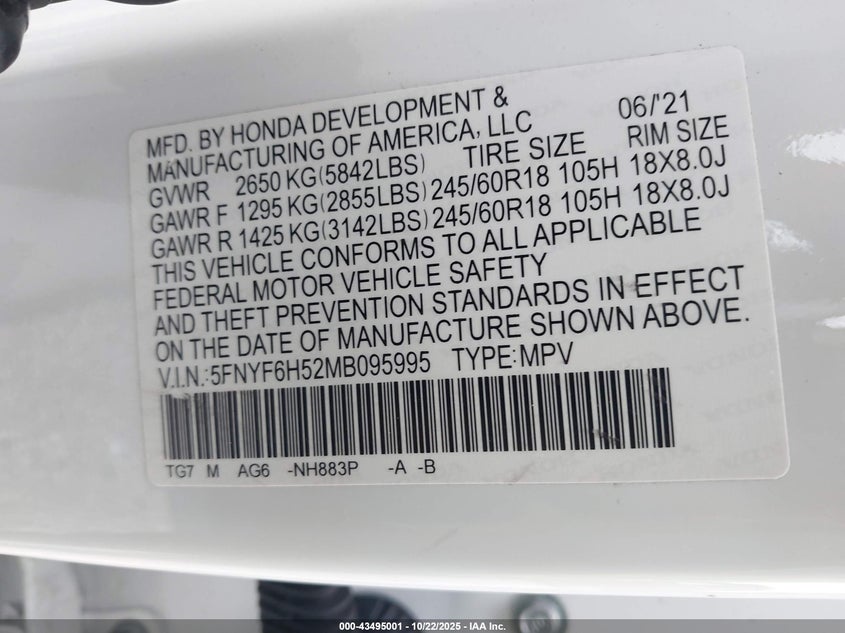 MFD. BY HONDA DEVELOPMENT & 06/'21
MANUFACTURING OF AMERICA, LLC
GVWR 2650 KG(5842LBS) TIRE SIZE RIM SIZE
GAWR F 1295 KG(2855LBS) 245/60R18 105H 18X8.0J
GAWR R 1425 KG(3142LBS) 245/60R18 105H 18X8.0J
THIS VEHICLE CONFORMS TO ALL APPLICABLE
FEDERAL MOTOR VEHICLE SAFETY
AND THEFT PREVENTION STANDARDS IN EFFECT
ON THE DATE OF MANUFACTURE SHOWN ABOVE.
V.I.N.:5FNYF6H52MB095995 TYPE:MPV
TG7 M AG6 -NH883P -A -B
000-43495001 - 10/22/2025 - IAA Inc.